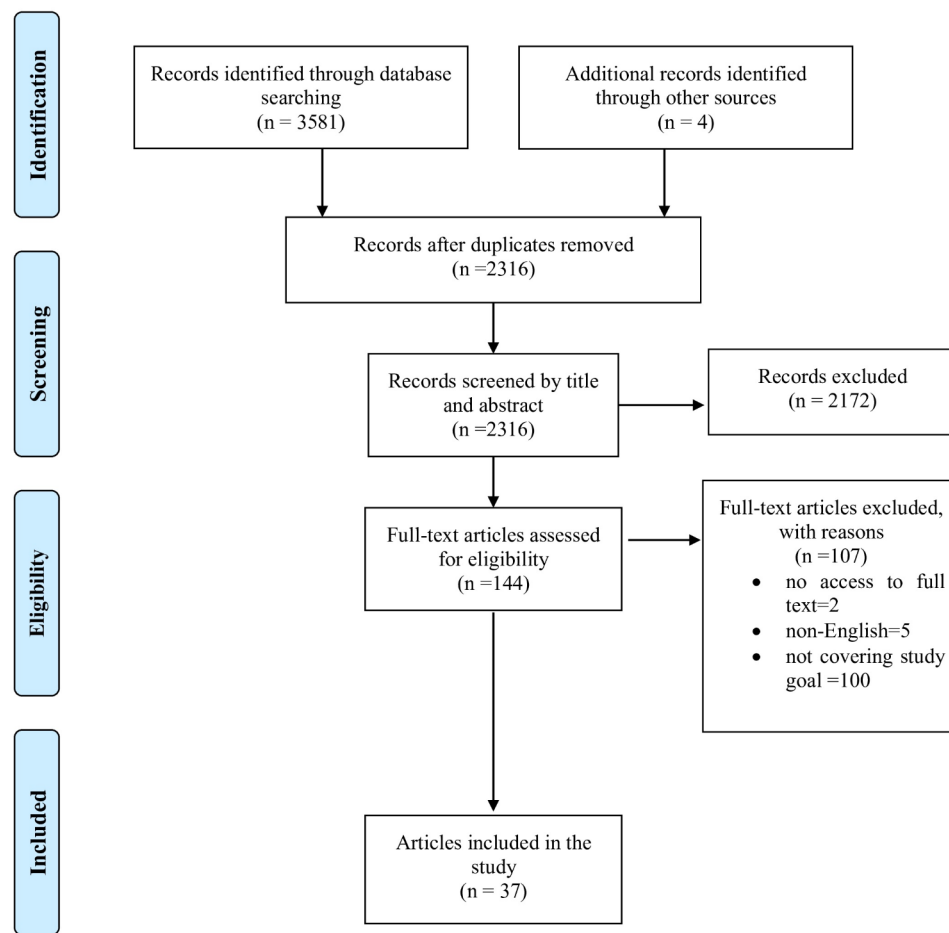 Identification
Records identified through database
searching
(n = 3581)
Additional records identified
through other sources
(n = 4)
Records after duplicates removed
(n =2316)
Screening
Records screened by title
and abstract
(n =2316)
Records excluded
(n = 2172)
Eligibility
Full-text articles assessed
for eligibility
(n =144)
Full-text articles excluded,
with reasons
(n =107)
• no access to full
text=2
• non-English=5
• not covering study
goal =100
Included
Articles included in the
study
(n = 37)